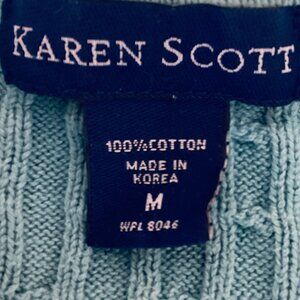 KAREN SCOTT
100% COTTON
MADE IN
KOREA
M
WPL 8046